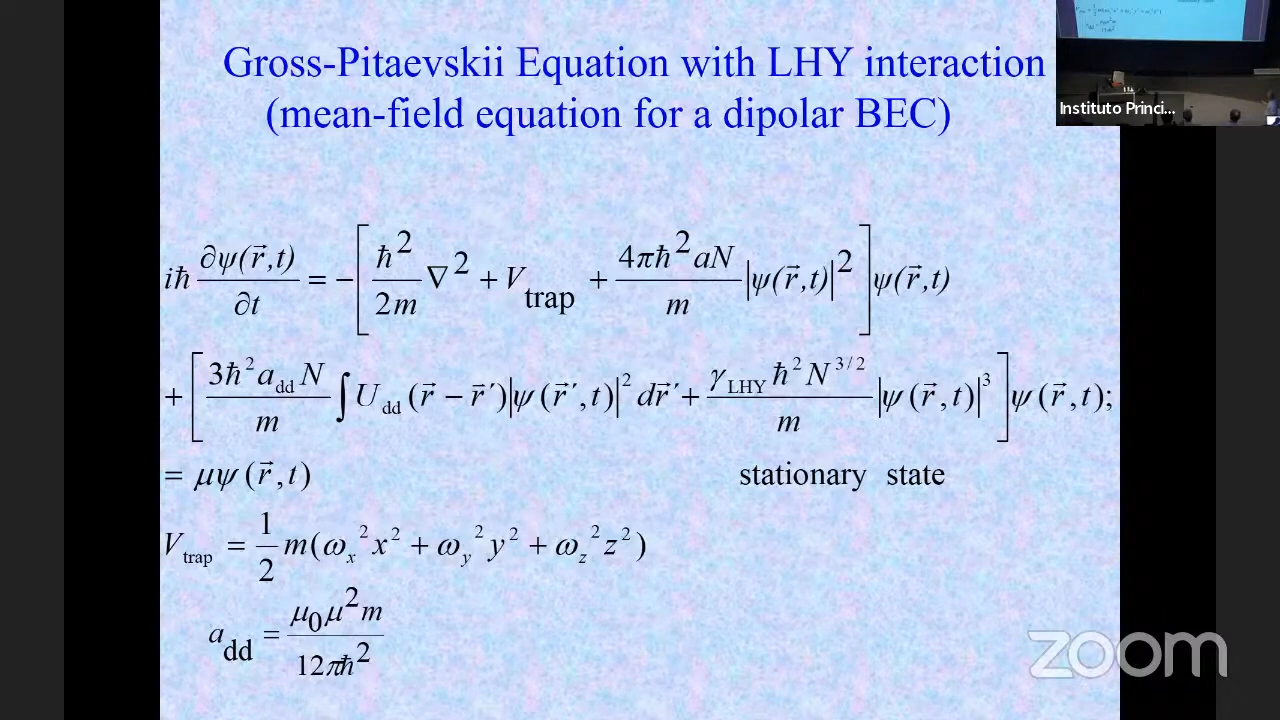 Gross-Pitaevskii Equation with LHY interaction
(mean-field equation for a dipolar BEC)
Instituto Princi...
iħ ∂ψ(r⃗,t)/∂t = −[ħ²/2m ∇² + V_trap + 4πħ²aN/m |ψ(r⃗,t)|²]ψ(r⃗,t)
+ [3ħ²a_dd N/m ∫U_dd(r⃗ − r⃗′)|ψ(r⃗′,t)|² dr⃗′ + γ_LHY ħ²N^{3/2}/m |ψ(r⃗,t)|³]ψ(r⃗,t);
= μψ(r⃗,t) stationary state
V_trap = 1/2 m(ω_x²x² + ω_y²y² + ω_z²z²)
a_dd = μ₀μ²m/12πħ²
zoom